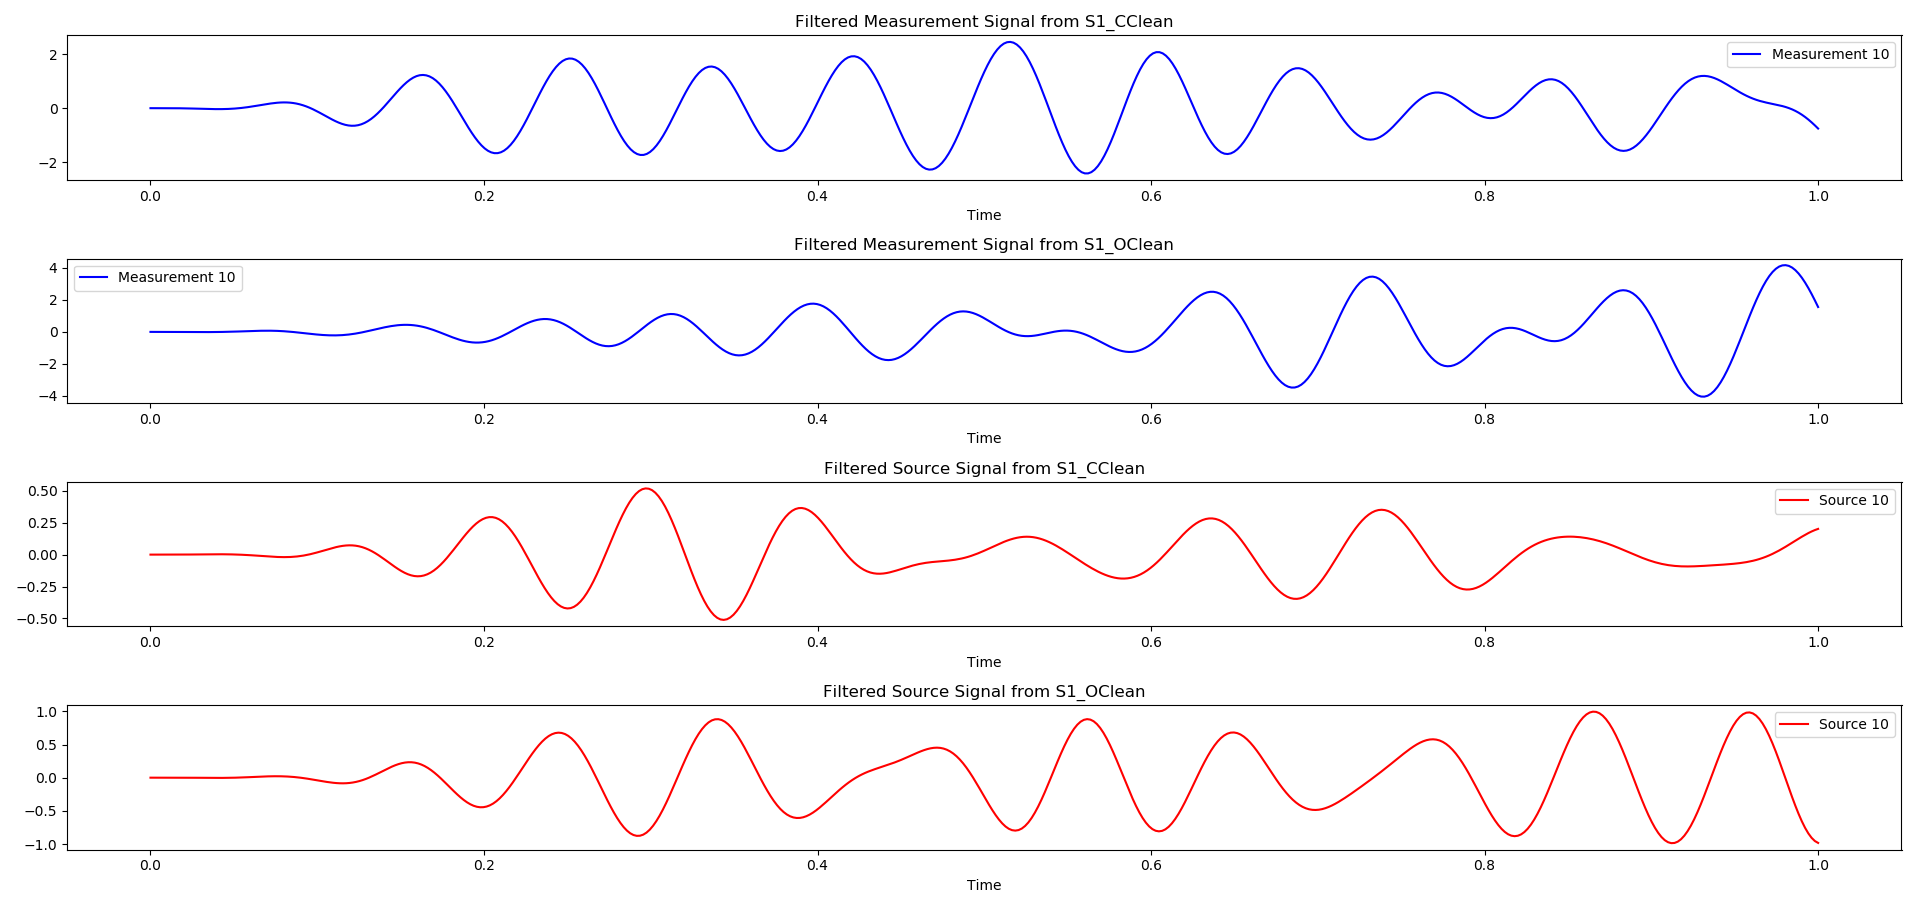 Filtered Measurement Signal from S1_CClean
2
0
−2
Measurement 10
0.0 0.2 0.4 0.6 0.8 1.0
Time
Filtered Measurement Signal from S1_OClean
4
2
0
−2
−4
Measurement 10
0.0 0.2 0.4 0.6 0.8 1.0
Time
Filtered Source Signal from S1_CClean
0.50
0.25
0.00
−0.25
−0.50
Source 10
0.0 0.2 0.4 0.6 0.8 1.0
Time
Filtered Source Signal from S1_OClean
1.0
0.5
0.0
−0.5
−1.0
Source 10
0.0 0.2 0.4 0.6 0.8 1.0
Time